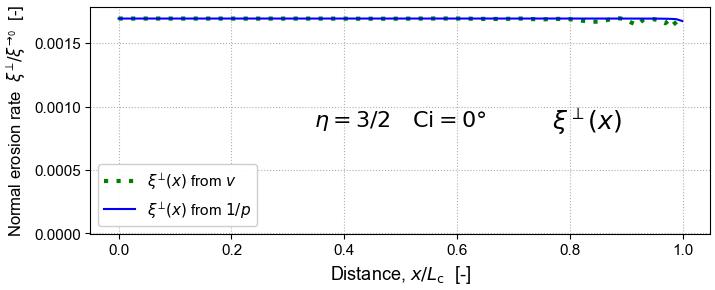 Normal erosion rate ξ⊥/ξ→₀ [-]
0.0015
0.0010
0.0005
0.0000
η = 3/2 Ci = 0° ξ⊥(x)
ξ⊥(x) from v
ξ⊥(x) from 1/p
0.0 0.2 0.4 0.6 0.8 1.0
Distance, x/Lc [-]